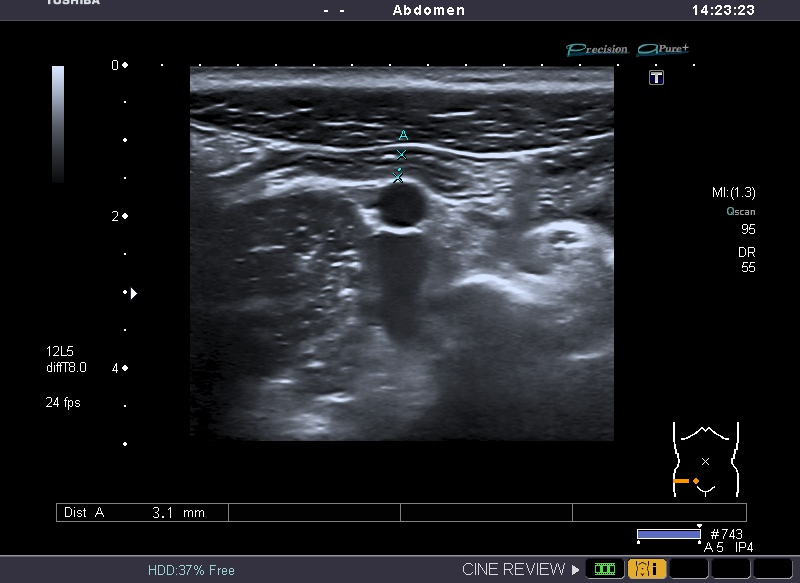 TOSHIBA
- - Abdomen 14:23:23
Precision APure+
0
T
A
2
MI:(1.3)
Qscan
95
DR
55
12L5
diffT8.0
4
24 fps
Dist A 3.1 mm
#743
A 5 IP4
HDD:37% Free
CINE REVIEW
i